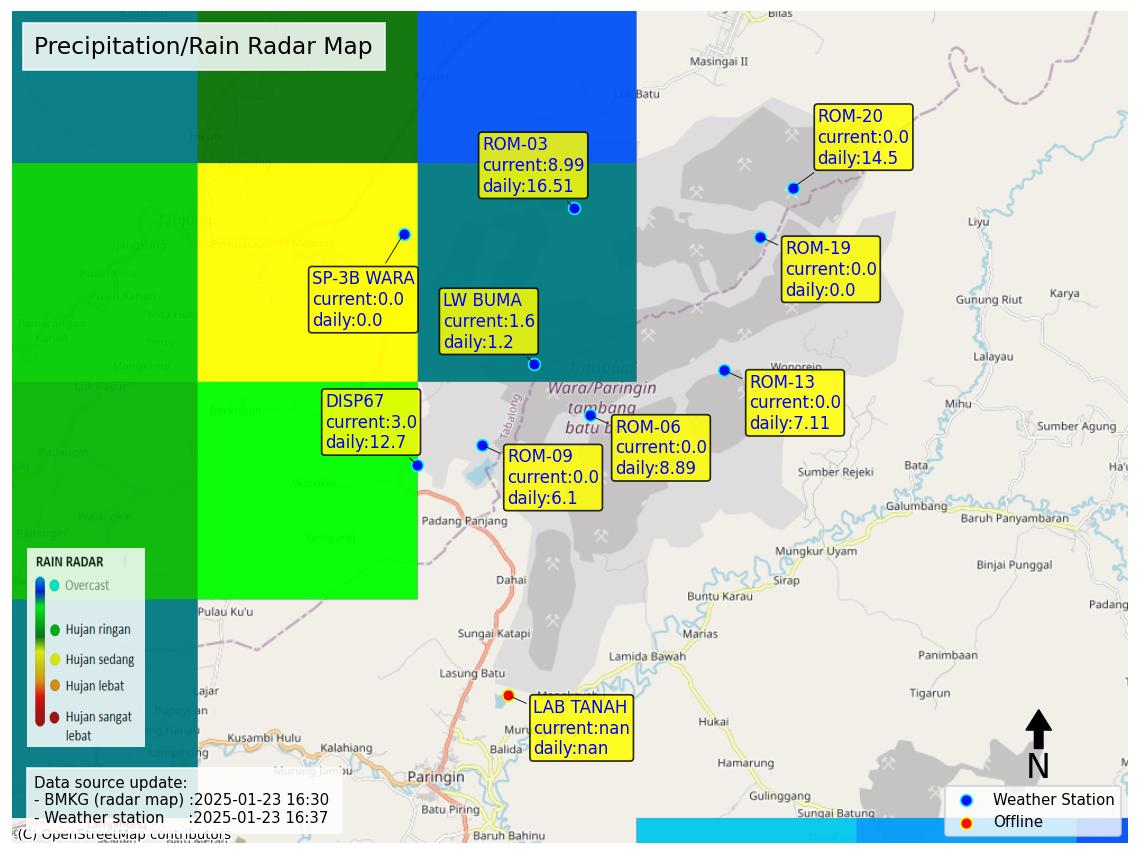 Precipitation/Rain Radar Map
Bilas
Masingai II
Batu
ROM-20
current:0.0
daily:14.5
ROM-03
current:8.99
daily:16.51
Liyu
ROM-19
current:0.0
daily:0.0
SP-3B WARA
current:0.0
daily:0.0
LW BUMA
current:1.6
daily:1.2
Gunung Riut
Karya
Lalayau
Wonorejo
Wara/Paringin
tambang
Tabalong
ROM-13
current:0.0
daily:7.11
Mihu
DISP67
current:3.0
daily:12.7
ROM-06
current:0.0
daily:8.89
Sumber Agung
ROM-09
current:0.0
daily:6.1
Sumber Rejeki
Bata
Galumbang
Padang Panjang
Baruh Panyambaran
Mungkur Uyam
Binjai Punggal
RAIN RADAR
Overcast
Hujan ringan
Hujan sedang
Hujan lebat
Hujan sangat
lebat
Dahai
Sirap
Buntu Karau
Padang
Pulau Ku'u
Sungai Katapi
Marias
Lamida Bawah
Panimbaan
Lasung Batu
Tigarun
LAB TANAH
current:nan
daily:nan
Hukai
Kusambi Hulu
Kalahiang
Balida
Hamarung
N
Murung Jambu
Paringin
Data source update:
- BMKG (radar map) :2025-01-23 16:30
- Weather station :2025-01-23 16:37
Gulinggang
Batu Piring
Sungai Batung
Weather Station
Offline
(C) OpenStreetMap contributors
Baruh Bahinu